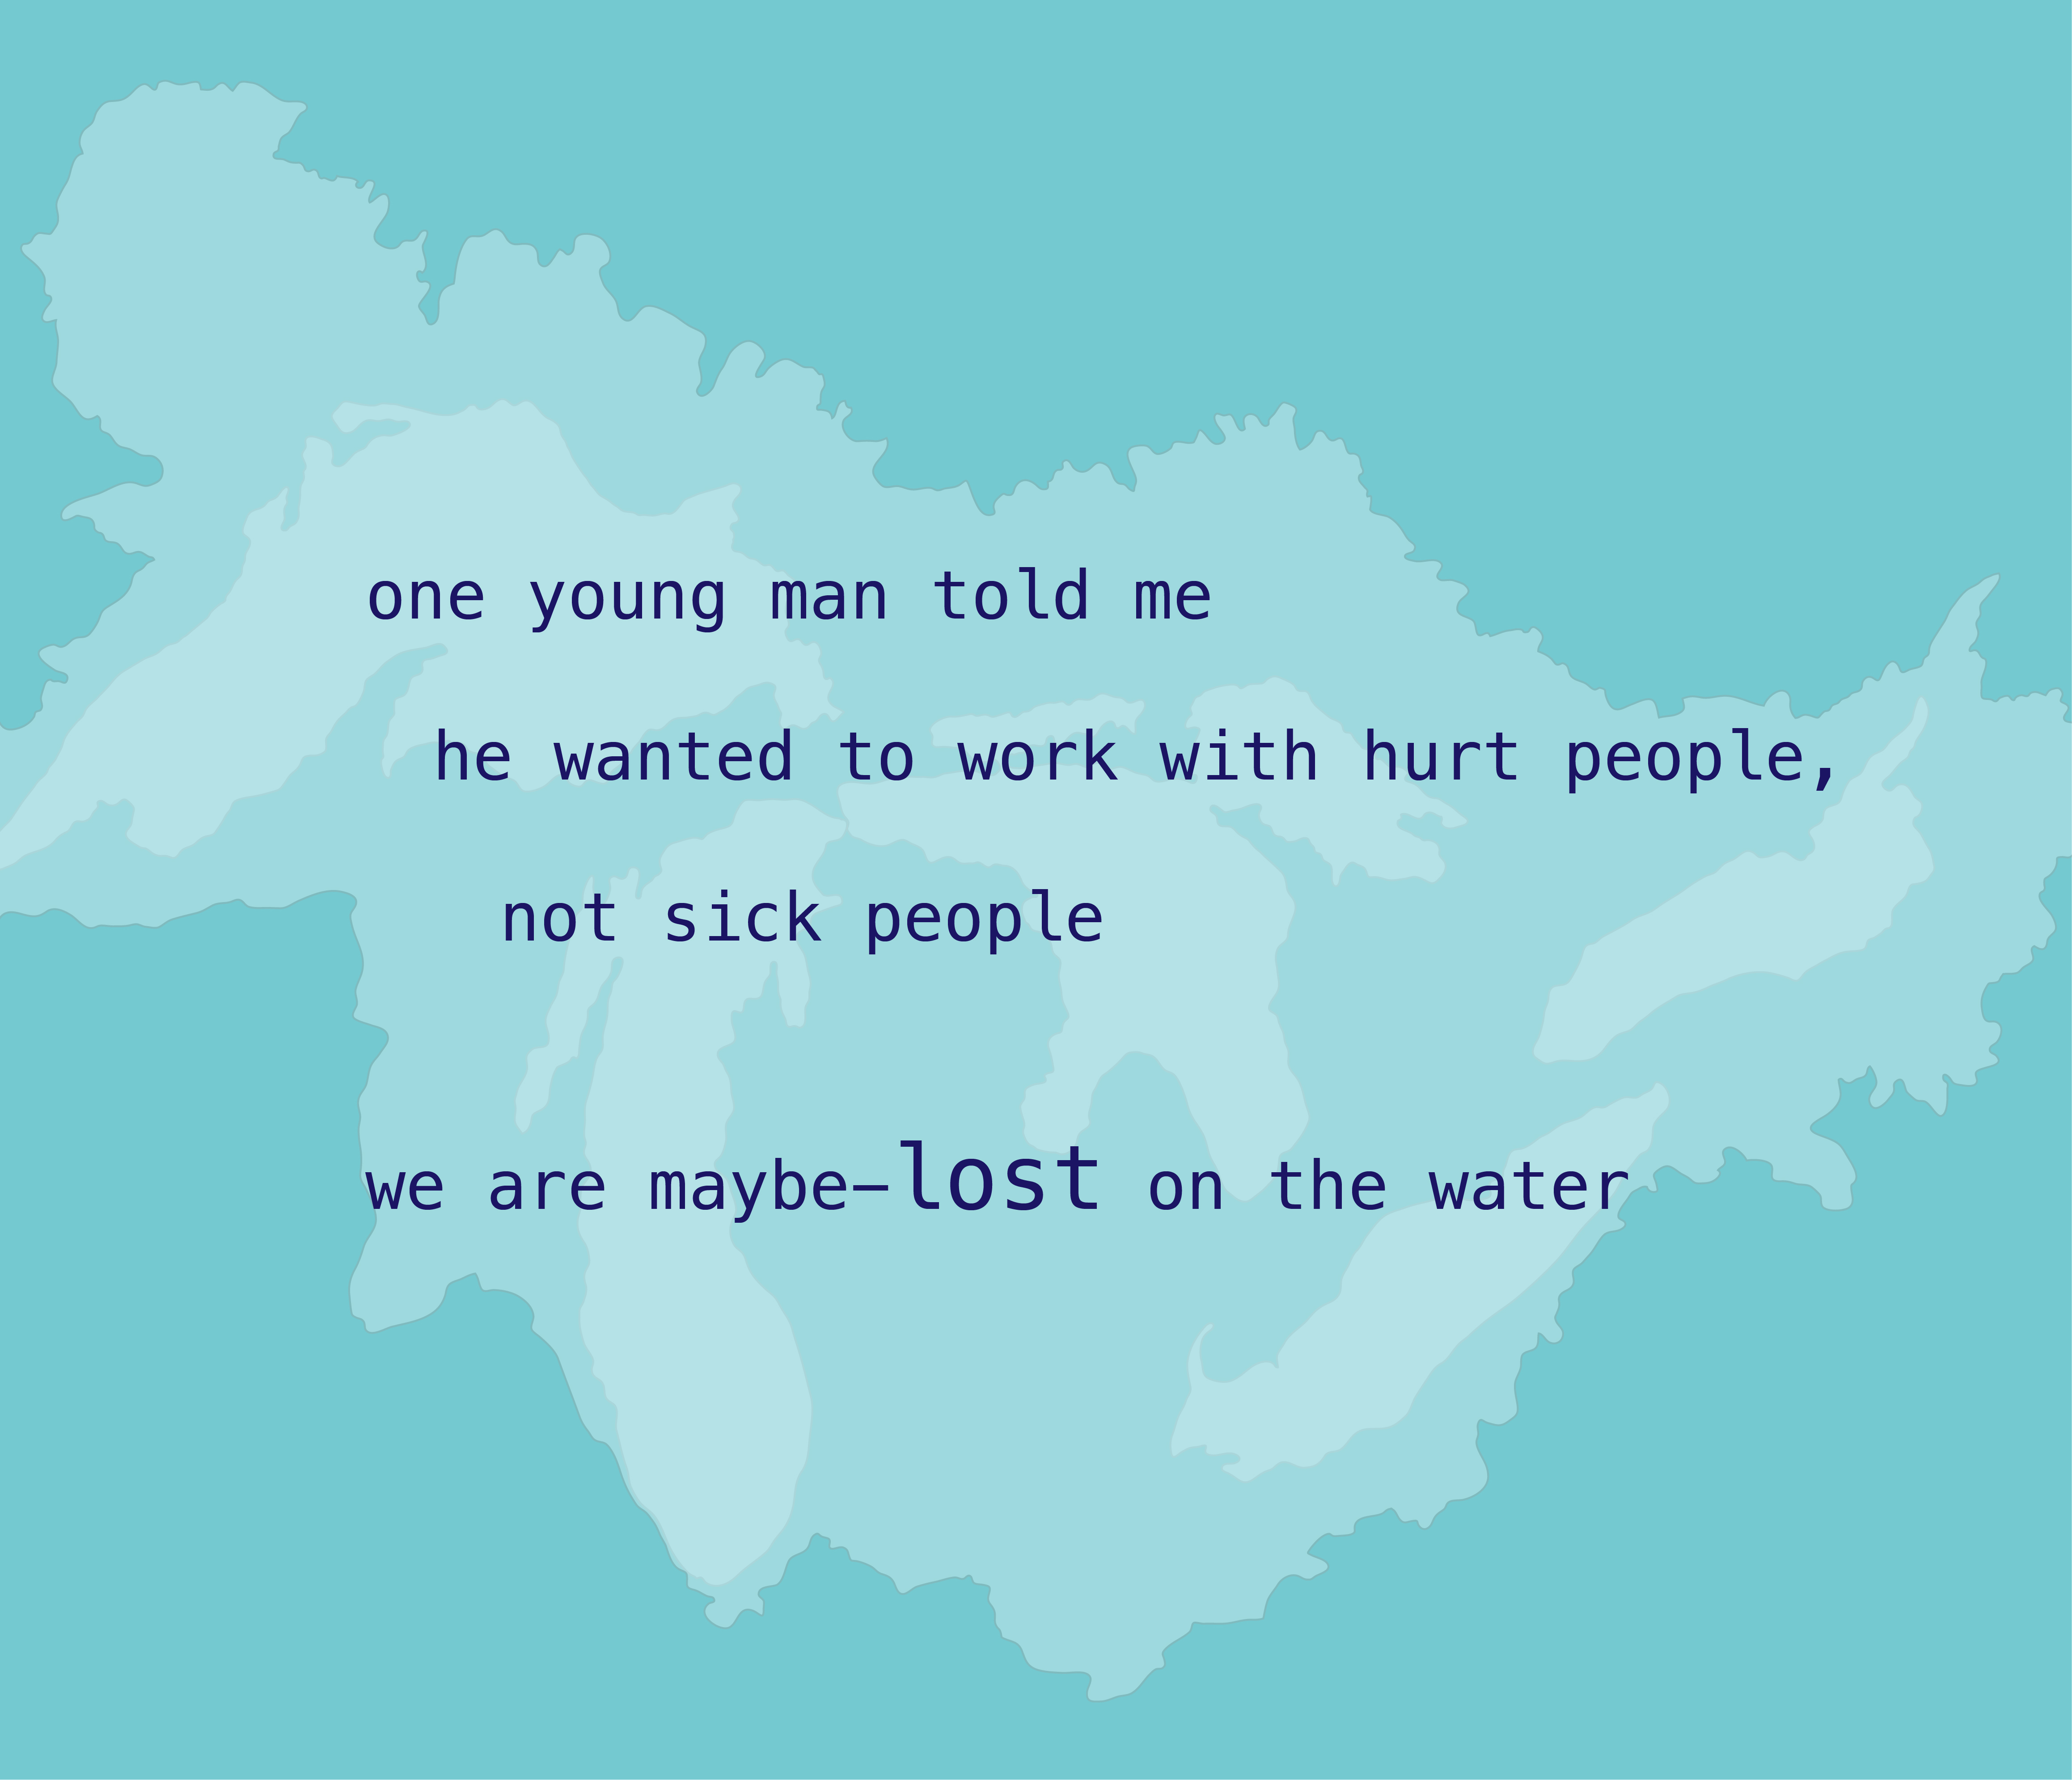 one young man told me
he wanted to work with hurt people,
not sick people
we are maybe—lost on the water